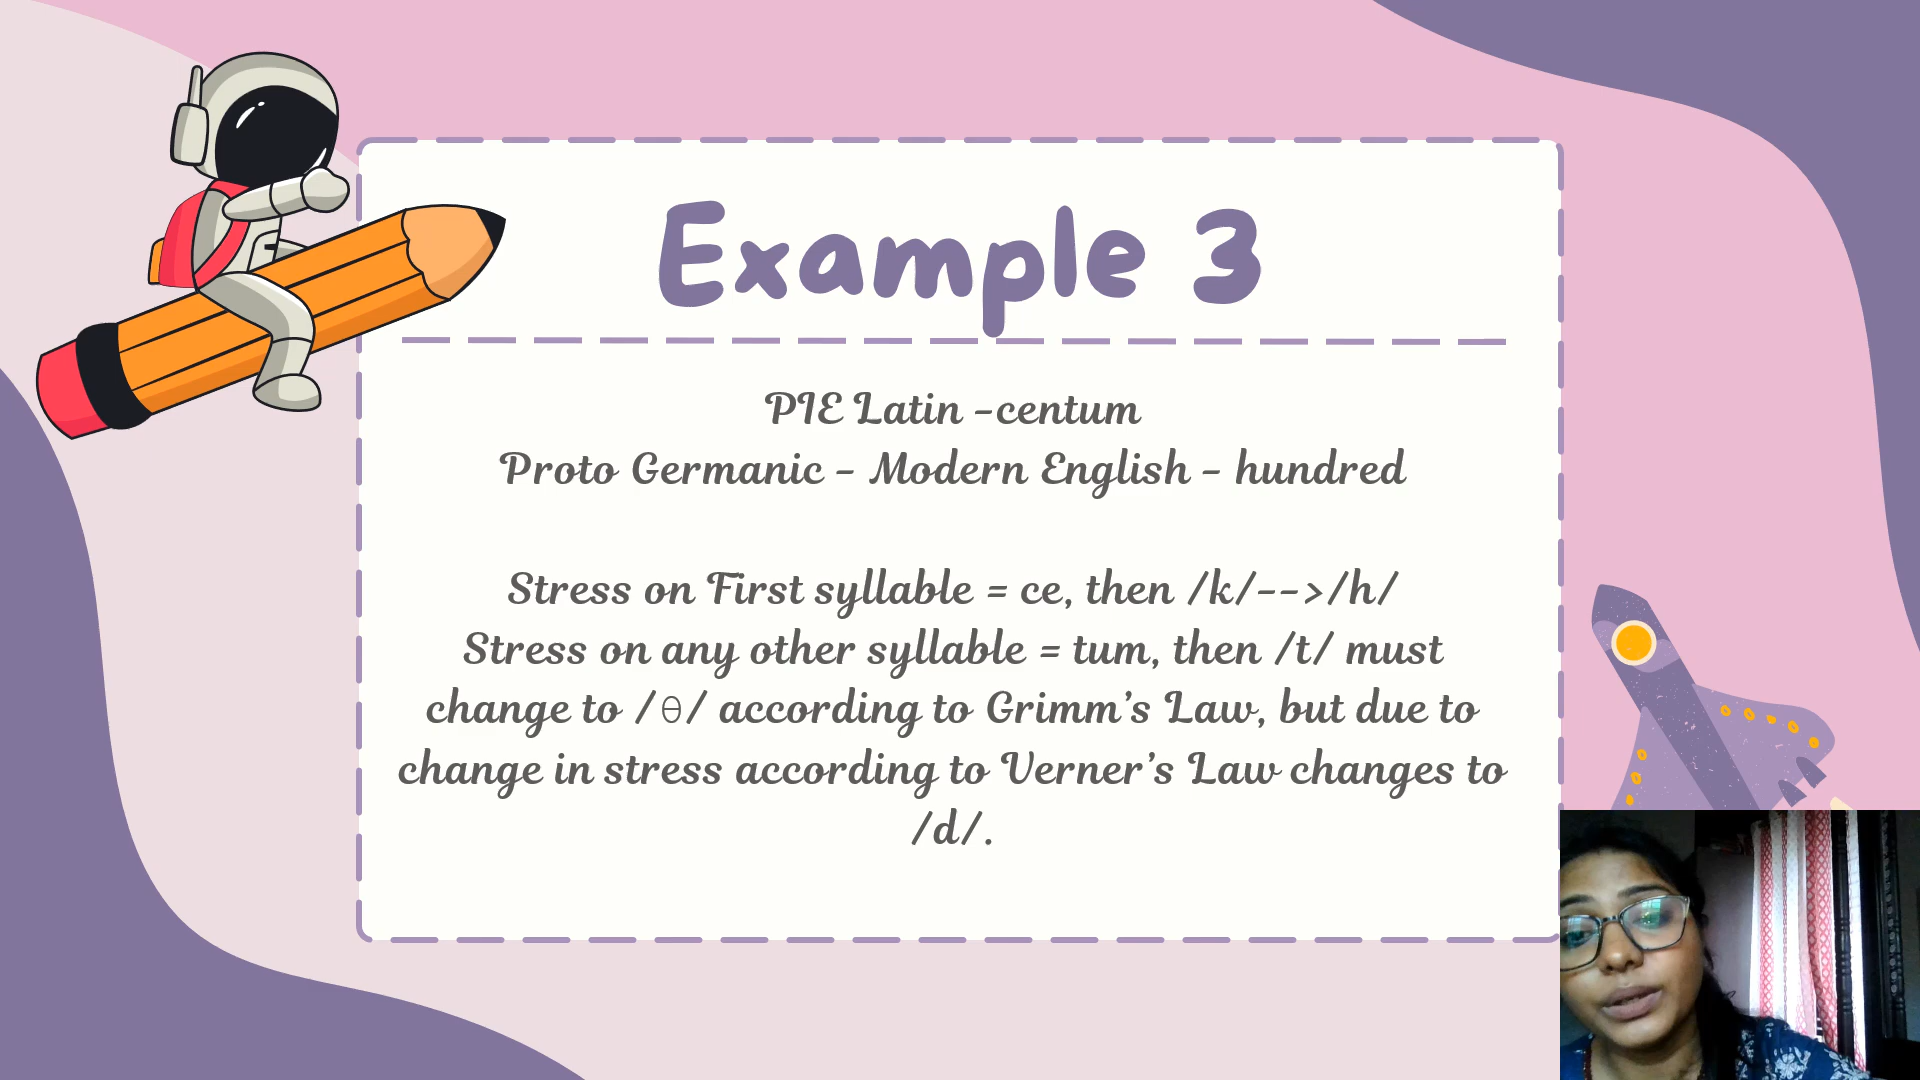 Example 3
PIE Latin -centum
Proto Germanic - Modern English - hundred
Stress on First syllable = ce, then /k/-->/h/
Stress on any other syllable = tum, then /t/ must
change to /θ/ according to Grimm's Law, but due to
change in stress according to Verner's Law changes to
/d/.